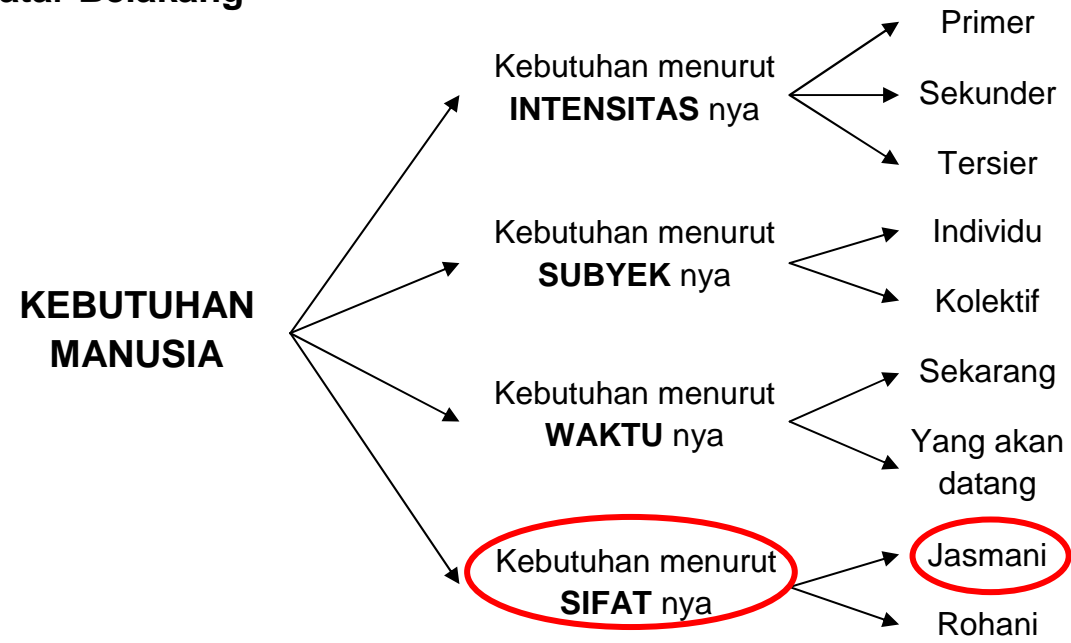 Primer
Kebutuhan menurut
INTENSITAS nya
Sekunder
Tersier
Kebutuhan menurut
SUBYEK nya
Individu
Kolektif
KEBUTUHAN
MANUSIA
Kebutuhan menurut
WAKTU nya
Sekarang
Yang akan
datang
Kebutuhan menurut
SIFAT nya
Jasmani
Rohani